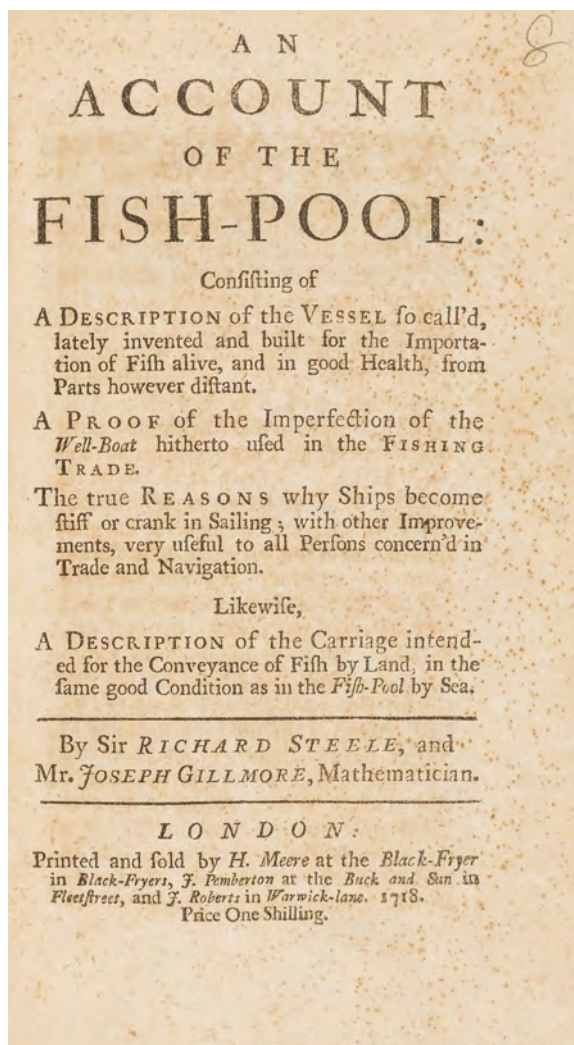 8
A N
ACCOUNT
OF THE
FISH-POOL:
Conſiſting of
A DESCRIPTION of the VESSEL ſo call'd,
lately invented and built for the Importa-
tion of Fiſh alive, and in good Health, from
Parts however diſtant.
A PROOF of the Imperfection of the
Well-Boat hitherto uſed in the FISHING
TRADE.
The true REASONS why Ships become
ſtiff or crank in Sailing; with other Improve-
ments, very uſeful to all Perſons concern'd in
Trade and Navigation.
Likewiſe,
A DESCRIPTION of the Carriage intend-
ed for the Conveyance of Fiſh by Land, in the
ſame good Condition as in the Fiſh-Pool by Sea.
By Sir RICHARD STEELE, and
Mr. JOSEPH GILLMORE, Mathematician.
LONDON:
Printed and ſold by H. Meere at the Black-Fryer
in Black-Fryers, J. Pemberton at the Buck and Sun in
Fleetſtreet, and J. Roberts in Warwick-lane. 1718.
Price One Shilling.